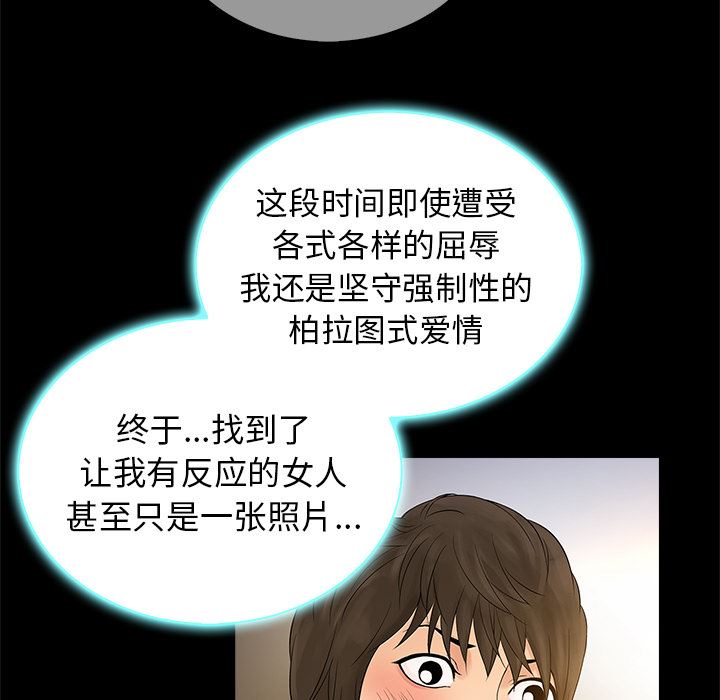 这段时间即使遭受
各式各样的屈辱
我还是坚守强制性的
柏拉图式爱情
终于...找到了
让我有反应的女人
甚至只是一张照片...